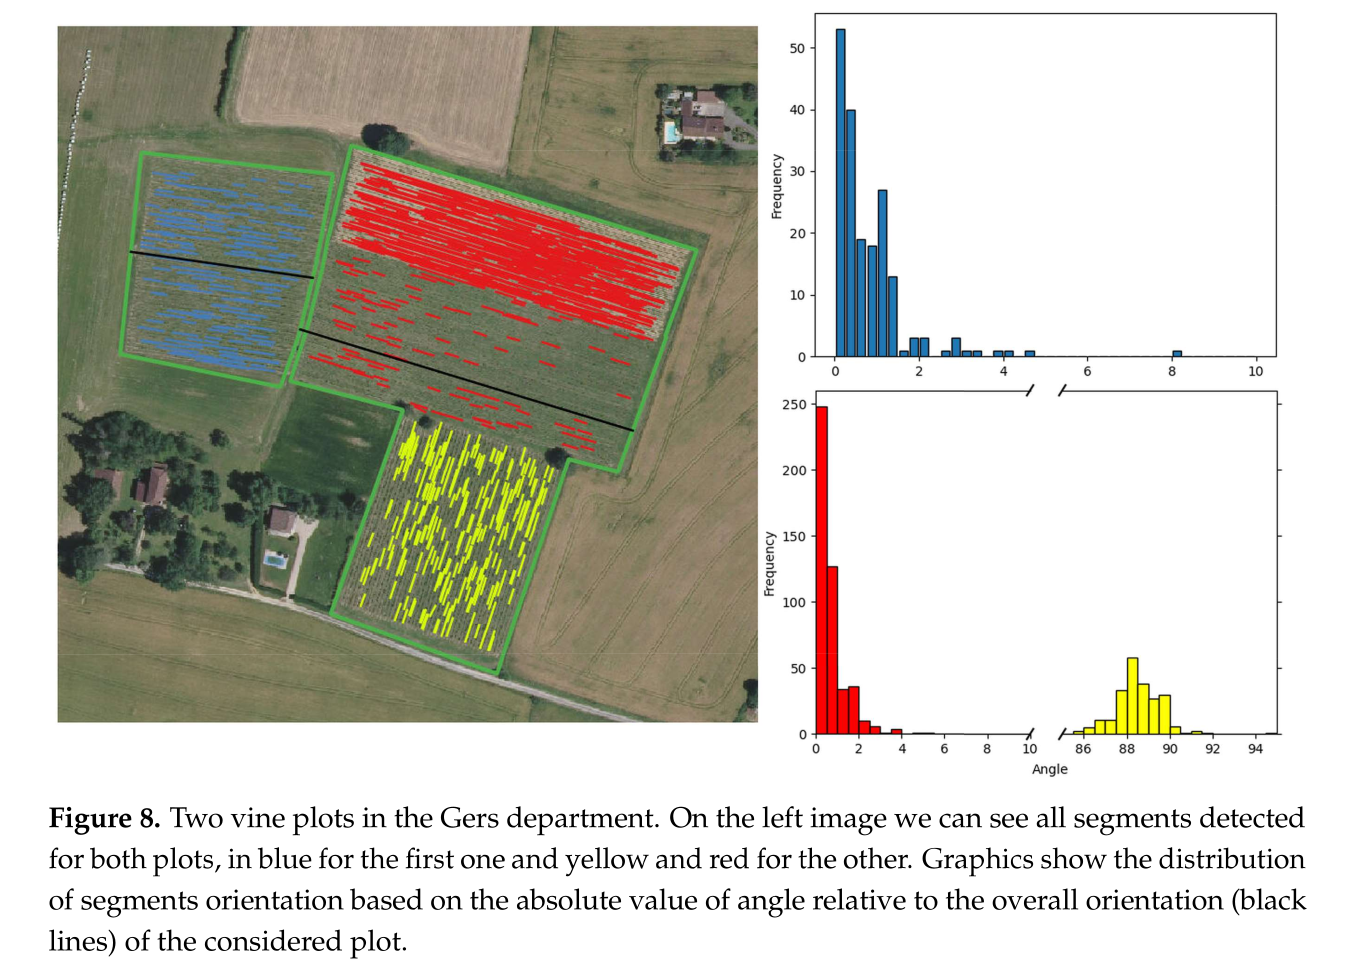 50
40
30
20
10
0
Frequency
0 2 4 6 8 10
250
200
150
100
50
0
Frequency
0 2 4 6 8 10 86 88 90 92 94
Angle
Figure 8. Two vine plots in the Gers department. On the left image we can see all segments detected
for both plots, in blue for the first one and yellow and red for the other. Graphics show the distribution
of segments orientation based on the absolute value of angle relative to the overall orientation (black
lines) of the considered plot.